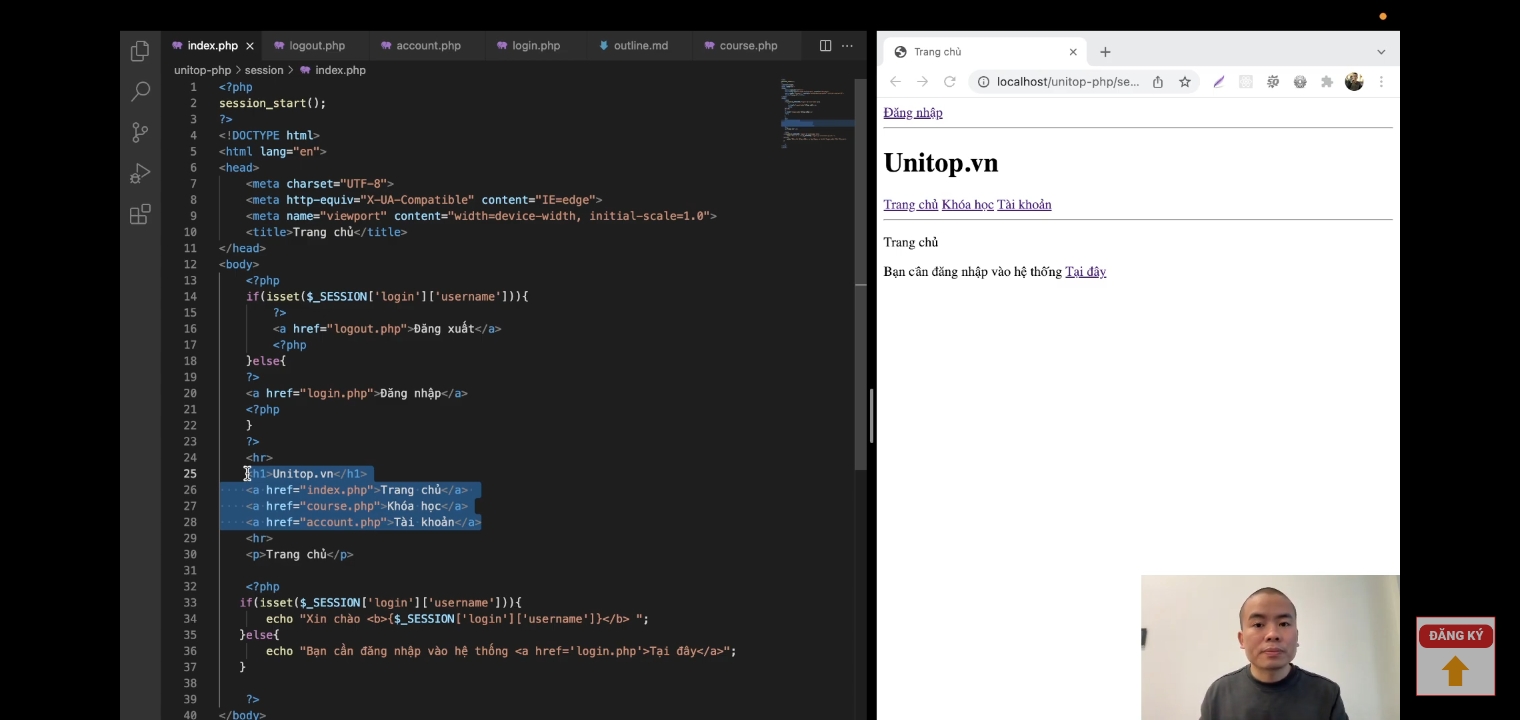 index.php
logout.php
account.php
login.php
outline.md
course.php
unitop-php > session > index.php
1 <?php
2 session_start();
3 ?>
4 <!DOCTYPE html>
5 <html lang="en">
6 <head>
7 <meta charset="UTF-8">
8 <meta http-equiv="X-UA-Compatible" content="IE=edge">
9 <meta name="viewport" content="width=device-width, initial-scale=1.0">
10 <title>Trang chủ</title>
11 </head>
12 <body>
13 <?php
14 if(isset($_SESSION['login']['username'])){
15 ?>
16 <a href="logout.php">Đăng xuất</a>
17 <?php
18 }else{
19 ?>
20 <a href="login.php">Đăng nhập</a>
21 <?php
22 }
23 ?>
24 <hr>
25 <h1>Unitop.vn</h1>
26 <a href="index.php">Trang chủ</a>
27 <a href="course.php">Khóa học</a>
28 <a href="account.php">Tài khoản</a>
29 <hr>
30 <p>Trang chủ</p>
31
32 <?php
33 if(isset($_SESSION['login']['username'])){
34 echo "Xin chào <b>{$_SESSION['login']['username']}</b> ";
35 }else{
36 echo "Bạn cần đăng nhập vào hệ thống <a href='login.php'>Tại đây</a>";
37 }
38
39 ?>
40 </body>
Trang chủ
localhost/unitop-php/se...
Đăng nhập
Unitop.vn
Trang chủ Khóa học Tài khoản
Trang chủ
Bạn cần đăng nhập vào hệ thống Tại đây
ĐĂNG KÝ